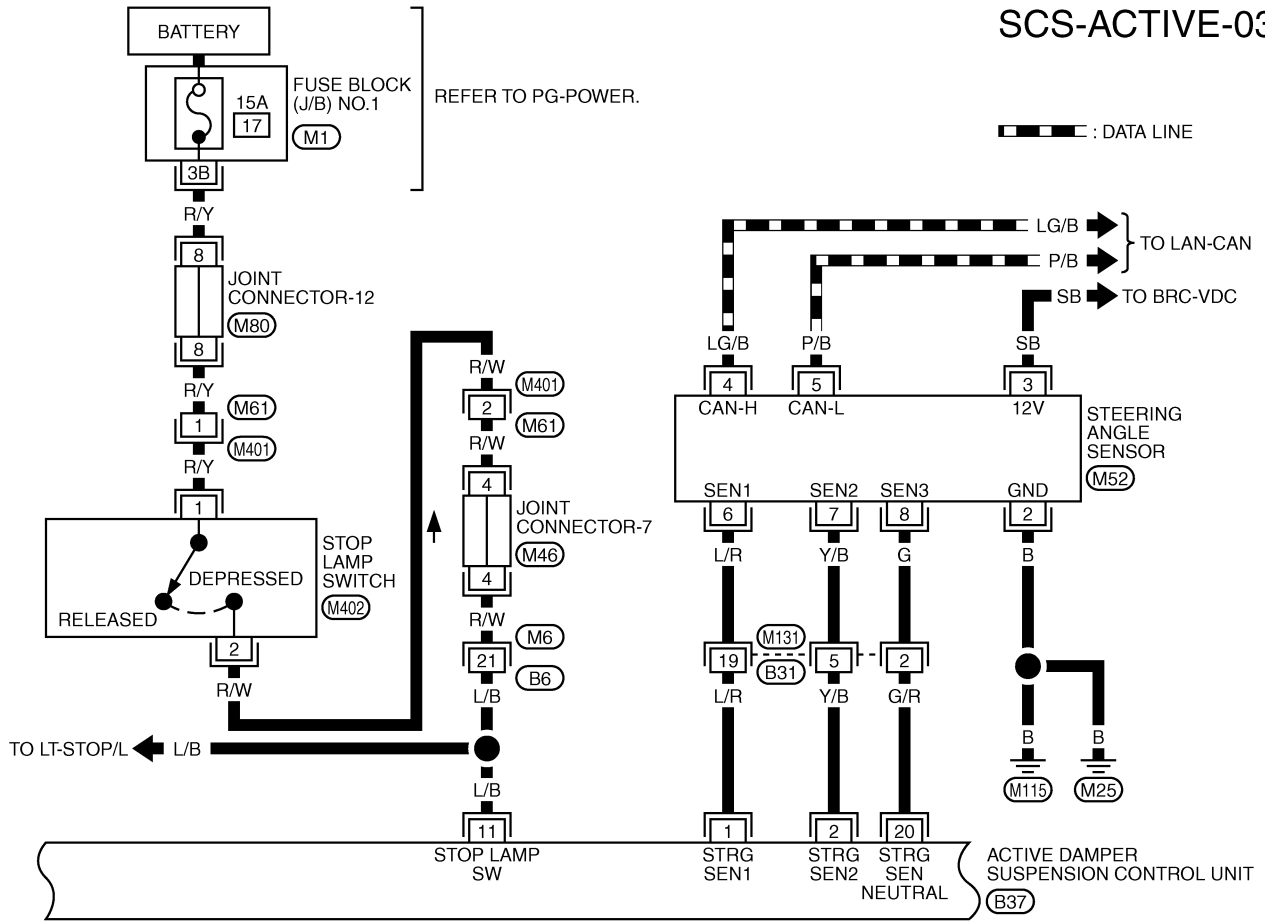 SCS-ACTIVE-03
BATTERY
FUSE BLOCK
(J/B) NO.1
15A
17
M1
REFER TO PG-POWER.
: DATA LINE
3B
R/Y
8
JOINT
CONNECTOR-12
M80
8
R/Y
M61
1
M401
R/Y
1
STOP
LAMP
SWITCH
M402
DEPRESSED
RELEASED
2
R/W
TO LT-STOP/L
L/B
R/W
M401
2
M61
R/W
4
JOINT
CONNECTOR-7
M46
4
R/W
M6
21
B6
L/B
L/B
11
STOP LAMP
SW
LG/B
P/B
TO LAN-CAN
SB
TO BRC-VDC
LG/B
P/B
SB
4
5
3
CAN-H
CAN-L
12V
STEERING
ANGLE
SENSOR
M52
SEN1
SEN2
SEN3
GND
6
7
8
2
L/R
Y/B
G
B
M131
19
5
2
B31
L/R
Y/B
G/R
B
B
M115
M25
1
2
20
STRG
SEN1
STRG
SEN2
STRG
SEN
NEUTRAL
ACTIVE DAMPER
SUSPENSION CONTROL UNIT
B37